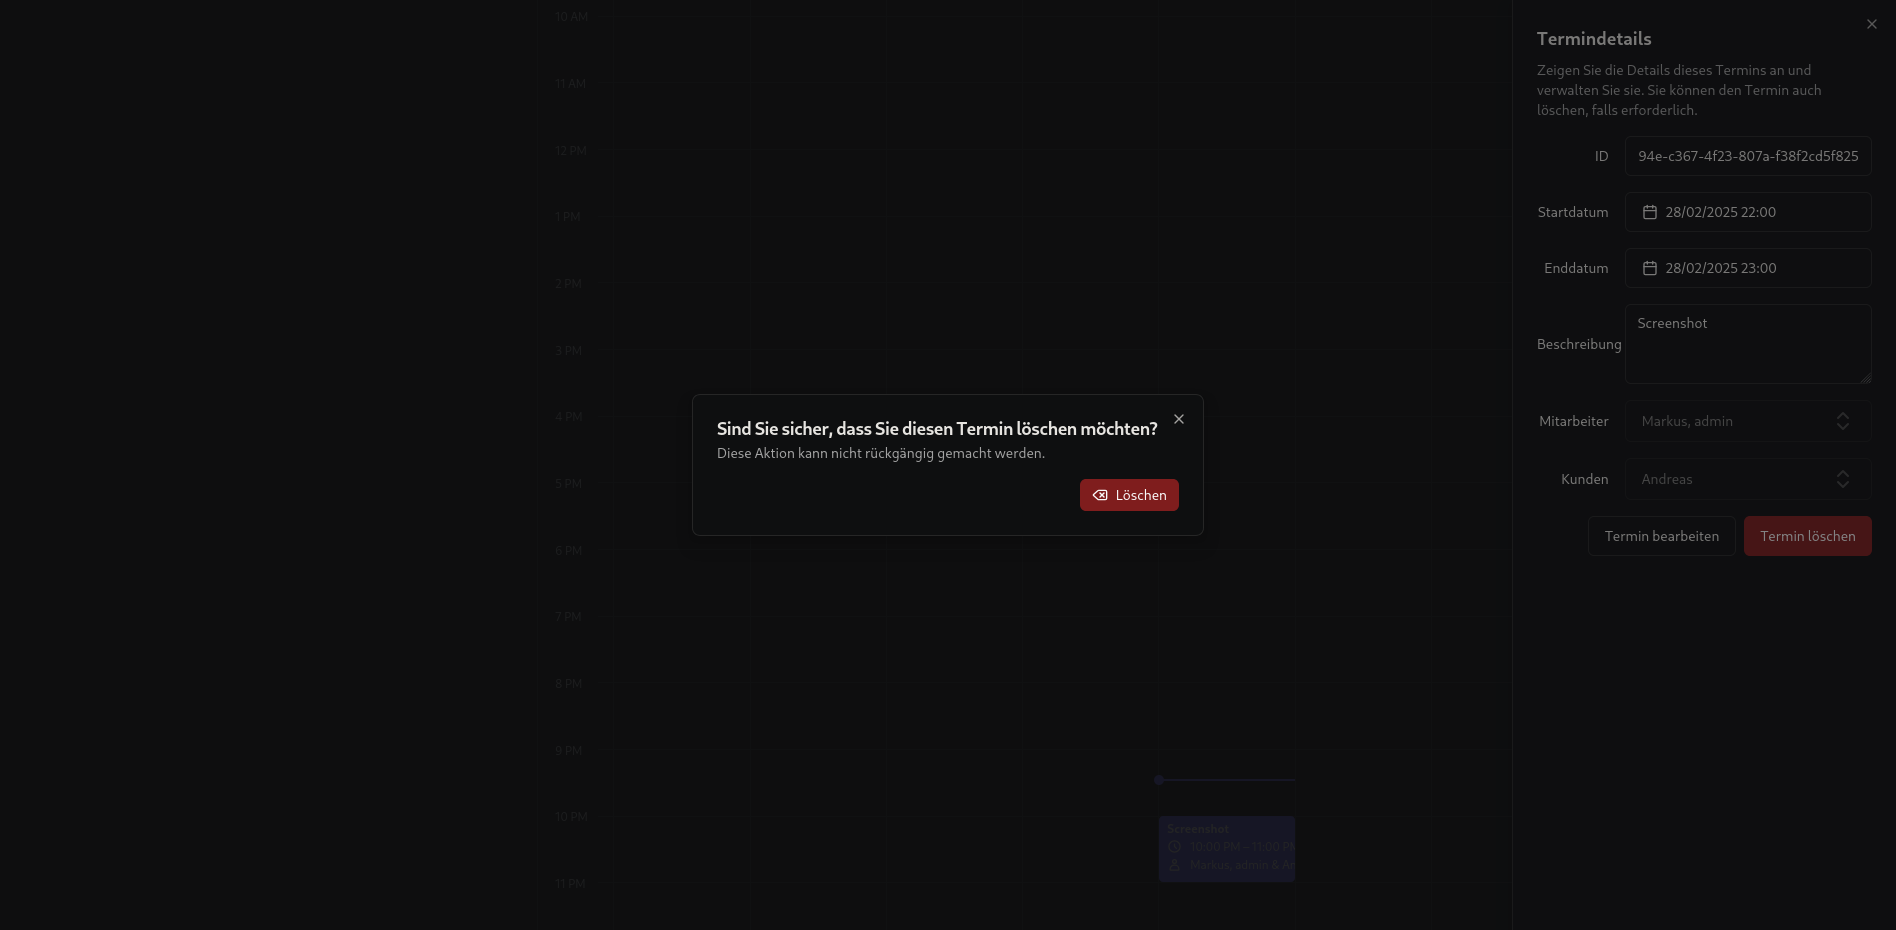 10 AM
11 AM
12 PM
1 PM
2 PM
3 PM
4 PM
5 PM
6 PM
7 PM
8 PM
9 PM
10 PM
11 PM
Screenshot
10:00 PM – 11:00 PM
Markus, admin &
Sind Sie sicher, dass Sie diesen Termin löschen möchten?
Diese Aktion kann nicht rückgängig gemacht werden.
Löschen
Termindetails
Zeigen Sie die Details dieses Termins an und
verwalten Sie sie. Sie können den Termin auch
löschen, falls erforderlich.
ID 94e-c367-4f23-807a-f38f2cd5f825
Startdatum 28/02/2025 22:00
Enddatum 28/02/2025 23:00
Beschreibung Screenshot
Mitarbeiter Markus, admin
Kunden Andreas
Termin bearbeiten Termin löschen